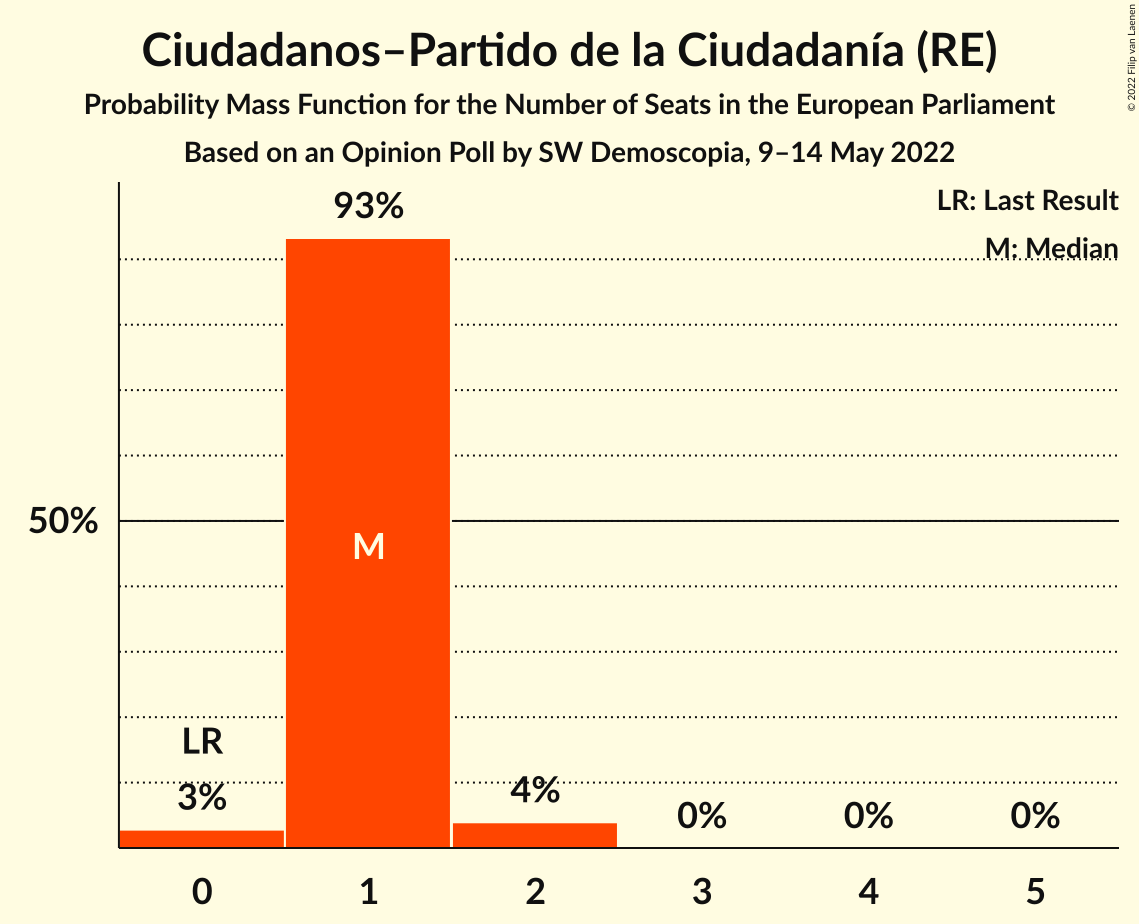 Ciudadanos–Partido de la Ciudadanía (RE)
Probability Mass Function for the Number of Seats in the European Parliament
Based on an Opinion Poll by SW Demoscopia, 9–14 May 2022
© 2022 Filip van Laenen
LR: Last Result
M: Median
93%
50%
M
LR
3%
4%
0%
0%
0%
0
1
2
3
4
5